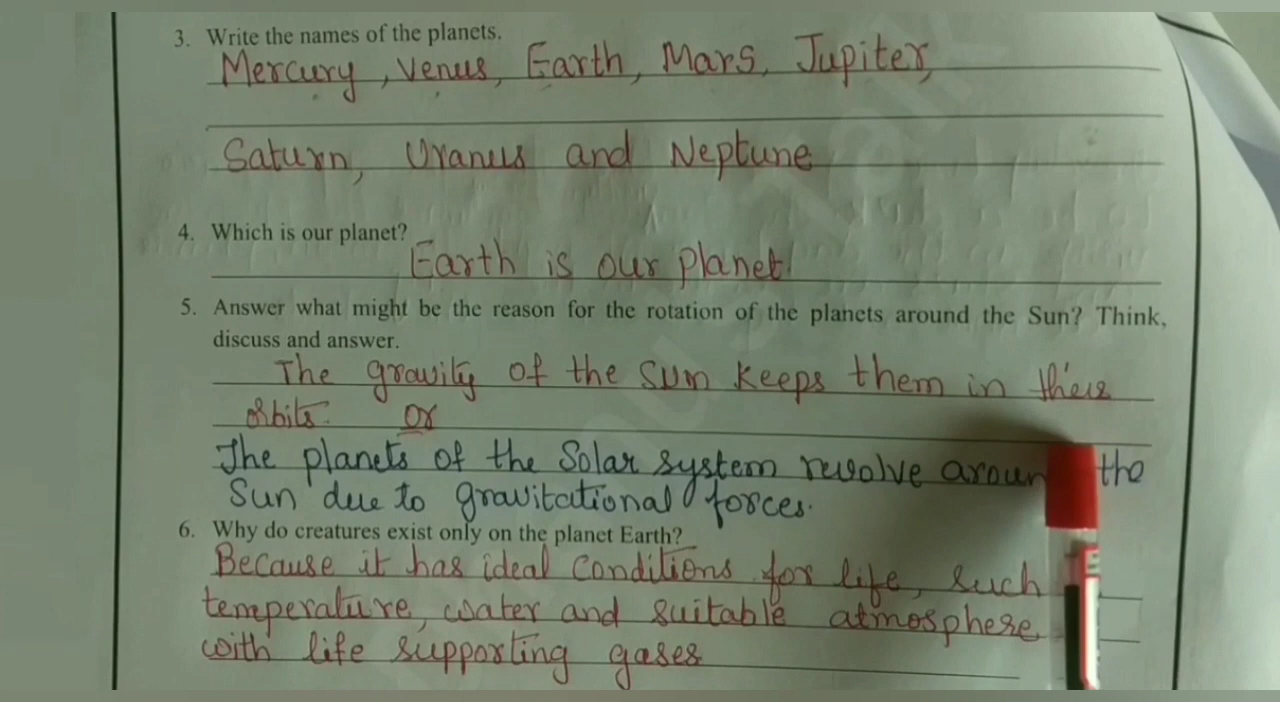 3. Write the names of the planets.
Mercury, Venus, Earth, Mars, Jupiter,
Saturn, Uranus and Neptune
4. Which is our planet?
Earth is our planet.
5. Answer what might be the reason for the rotation of the planets around the Sun? Think,
discuss and answer.
The gravity of the sun keeps them in their
orbits. or
The planets of the Solar system revolve aroun the
Sun due to gravitational forces.
6. Why do creatures exist only on the planet Earth?
Because it has ideal conditions for life, such
temperature, water and suitable atmosphere
with life supporting gases